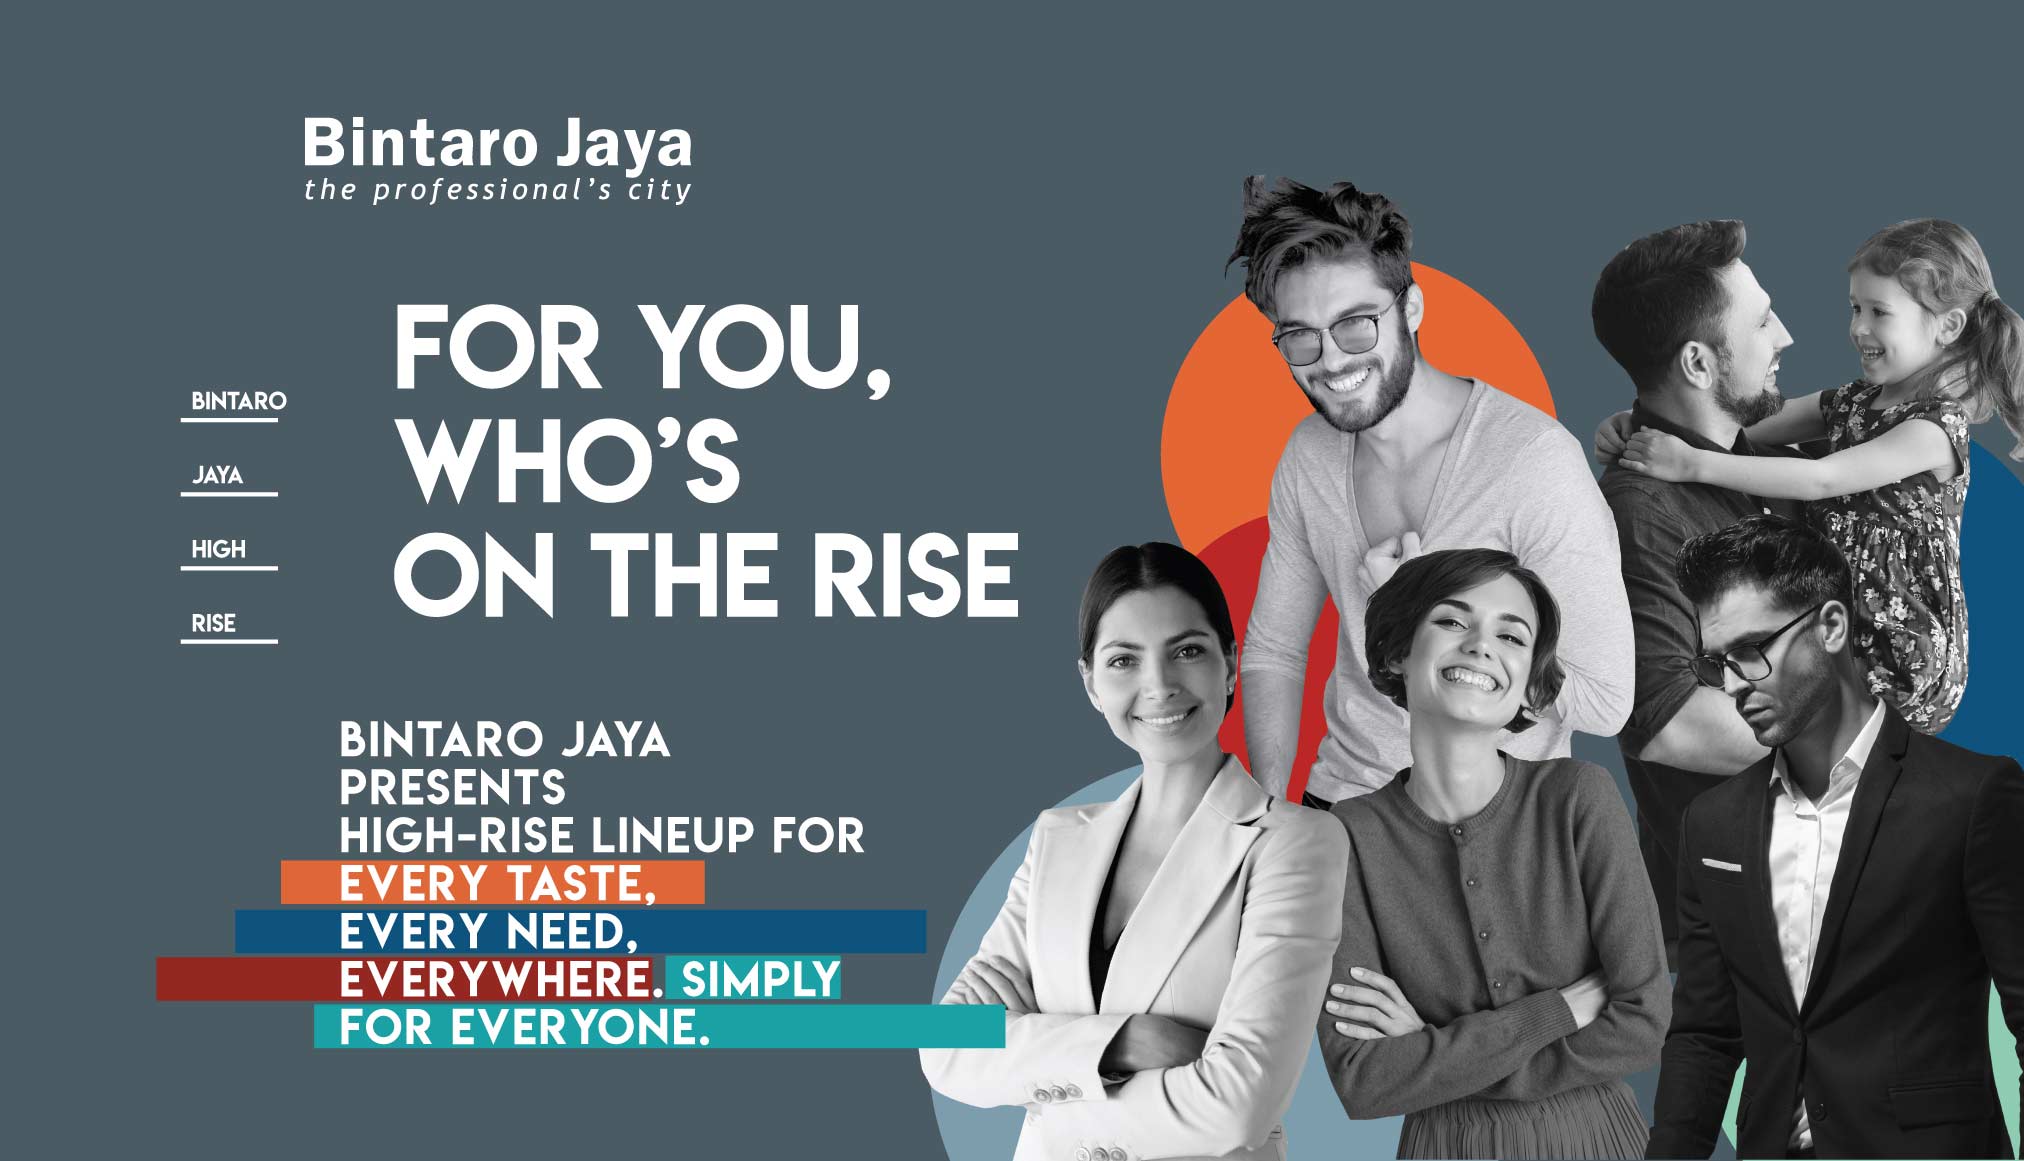 Bintaro Jaya
the professional's city
BINTARO
JAYA
HIGH
RISE
FOR YOU,
WHO'S
ON THE RISE
BINTARO JAYA
PRESENTS
HIGH-RISE LINEUP FOR
EVERY TASTE,
EVERY NEED,
EVERYWHERE. SIMPLY
FOR EVERYONE.